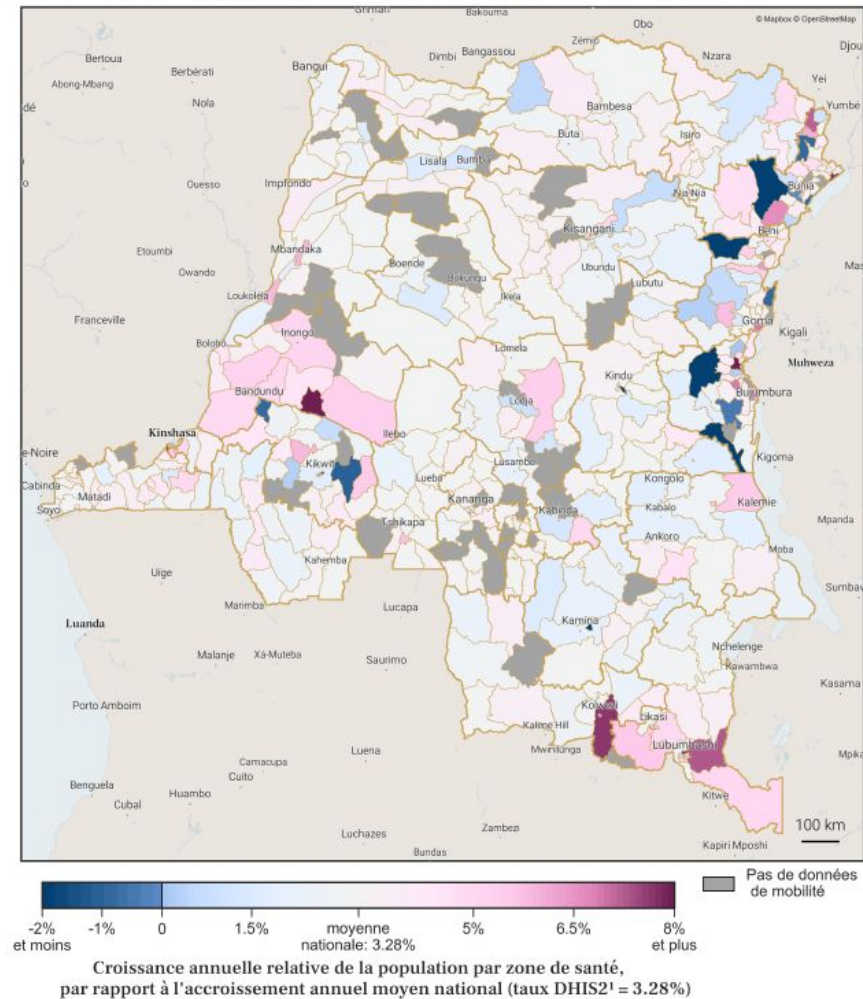 © Mapbox © OpenStreetMap
Bakouma
Obo
Bertoua
Dimbi
Bangassou
Zémio
Djou
Bangui
Nzara
Abong-Mbang
Berbérati
Yei
dé
Nola
Bambesa
Yumbe
Buta
Isiro
Lisala
Bumba
o
Ouesso
Impfondo
Nia-Nia
Bunia
Kisangani
Beni
Etoumbi
Mbandaka
Owando
Boende
Bokungu
Ubundu
Lubutu
Mas
Loukolela
Ikela
Franceville
Inongo
Goma
Kigali
Bolobo
Lomela
Muhweza
Kindu
Bandundu
Lodja
Bujumbura
Kinshasa
Ilebo
e-Noire
Kikwit
Lusambo
Kigoma
Cabinda
Lueba
Kongolo
Matadi
Kananga
Kabinda
Kabalo
Kalemie
Soyo
Tshikapa
Mpanda
Ankoro
Kahemba
Moba
Uíge
Sumbaw
Marimba
Lucapa
Luanda
Kamina
Nchelenge
Malanje
Xá-Muteba
Saurimo
Kawambwa
Kasama
Porto Amboim
Kolwezi
Likasi
Kalene Hill
Mwinilunga
Lubumbashi
Luena
Mpika
Camacupa
Cuito
Benguela
Huambo
Kitwe
Cubal
100 km
Luchazes
Zambezi
Kapiri Mposhi
Bundas
Pas de données
de mobilité
-2% -1% 0 1.5% moyenne 5% 6.5% 8%
et moins nationale: 3.28% et plus
Croissance annuelle relative de la population par zone de santé,
par rapport à l'accroissement annuel moyen national (taux DHIS2¹ = 3.28%)